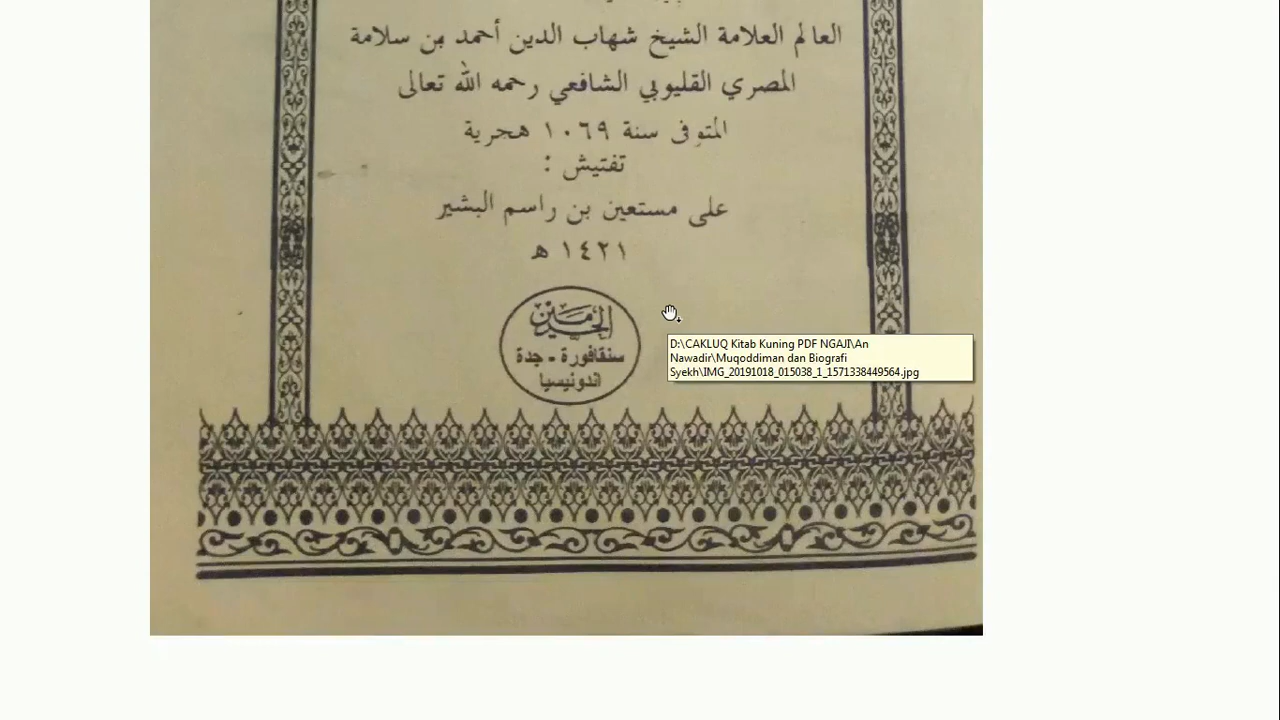 العالم العلامة الشيخ شهاب الدين أحمد بن سلامة
المصري القليوبي الشافعي رحمه الله تعالى
المتوفى سنة ١٠٦٩ هجرية
تفتيش :
على مستعين بن راسم البشير
١٤٢١ ه
الحرمين
سنقافورة - جدة
اندونيسيا
D:\CAKLUQ Kitab Kuning PDF NGAJI\An
Nawadir\Muqoddiman dan Biografi
Syekh\IMG_20191018_015038_1_1571338449564.jpg